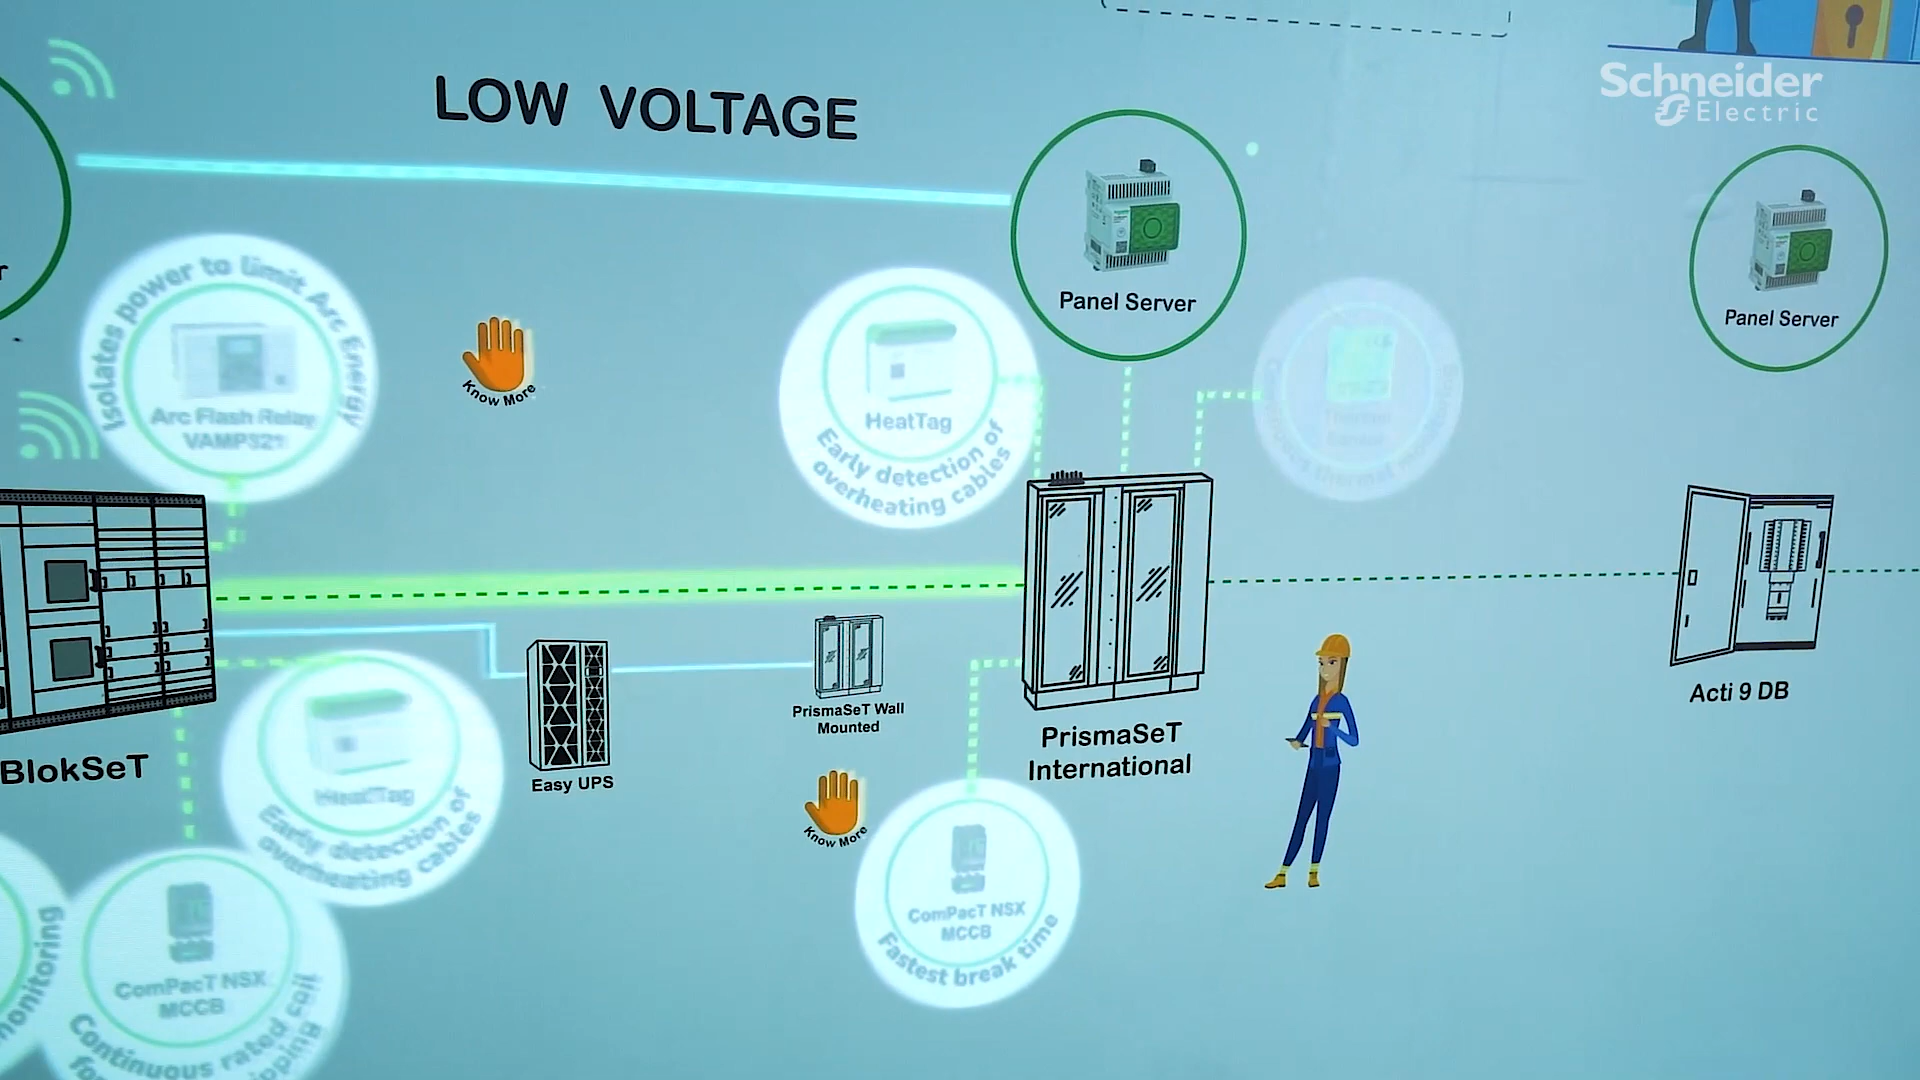 Schneider
Electric
LOW VOLTAGE
Panel Server
Panel Server
Isolates power to limit Arc Energy
Arc Flash Relay
VAMP321
Know More
HeatTag
Early detection of
overheating cables
BlokSeT
HeatTag
Early detection of
overheating cables
Easy UPS
PrismaSeT Wall
Mounted
Know More
PrismaSeT
International
Acti 9 DB
ComPacT NSX
MCCB
Fastest break time
monitoring
ComPacT NSX
MCCB
Continuous rated coil